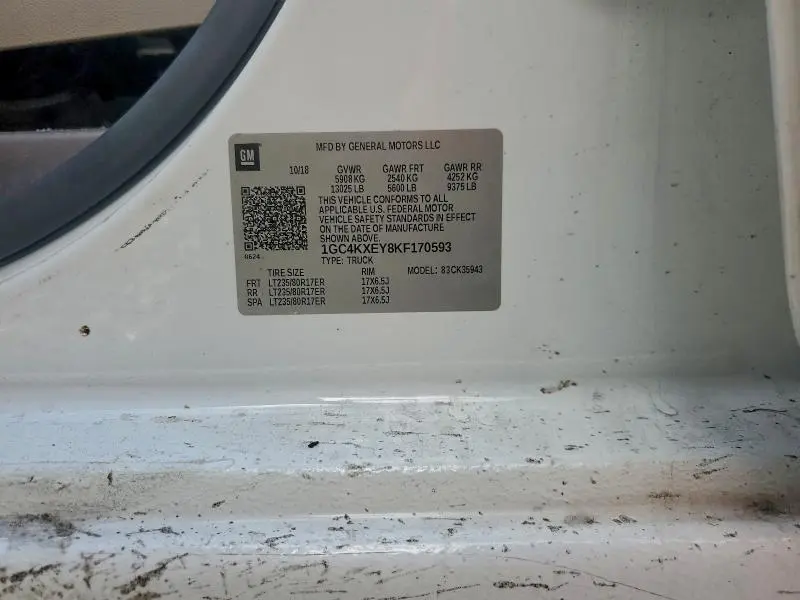 MFD BY GENERAL MOTORS LLC
GM
10/18 GVWR GAWR FRT GAWR RR
5908 KG 2540 KG 4252 KG
13025 LB 5600 LB 9375 LB
THIS VEHICLE CONFORMS TO ALL
APPLICABLE U.S. FEDERAL MOTOR
VEHICLE SAFETY STANDARDS IN EFFECT
ON THE DATE OF MANUFACTURE
SHOWN ABOVE.
1GC4KXEY8KF170593
TYPE: TRUCK
MODEL: 83CK35943
TIRE SIZE RIM
FRT LT235/80R17ER 17X6.5J
RR LT235/80R17ER 17X6.5J
SPA LT235/80R17ER 17X6.5J